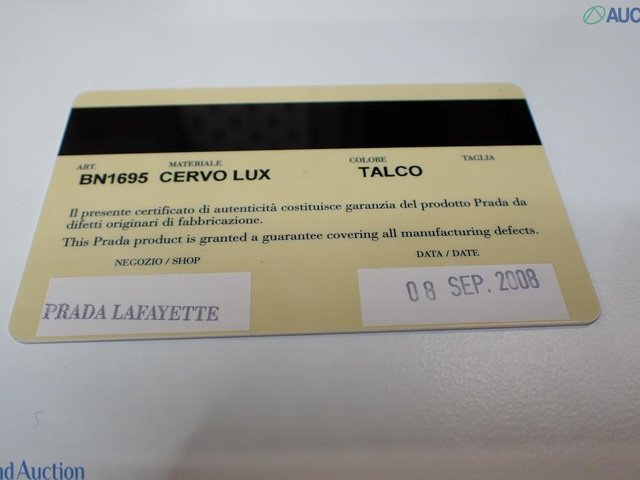 AUC
ART. MATERIALE COLORE TAGLIA
BN1695 CERVO LUX TALCO
Il presente certificato di autenticità costituisce garanzia del prodotto Prada da
difetti originari di fabbricazione.
This Prada product is granted a guarantee covering all manufacturing defects.
NEGOZIO / SHOP DATA / DATE
PRADA LAFAYETTE 08 SEP. 2008
nd Auction